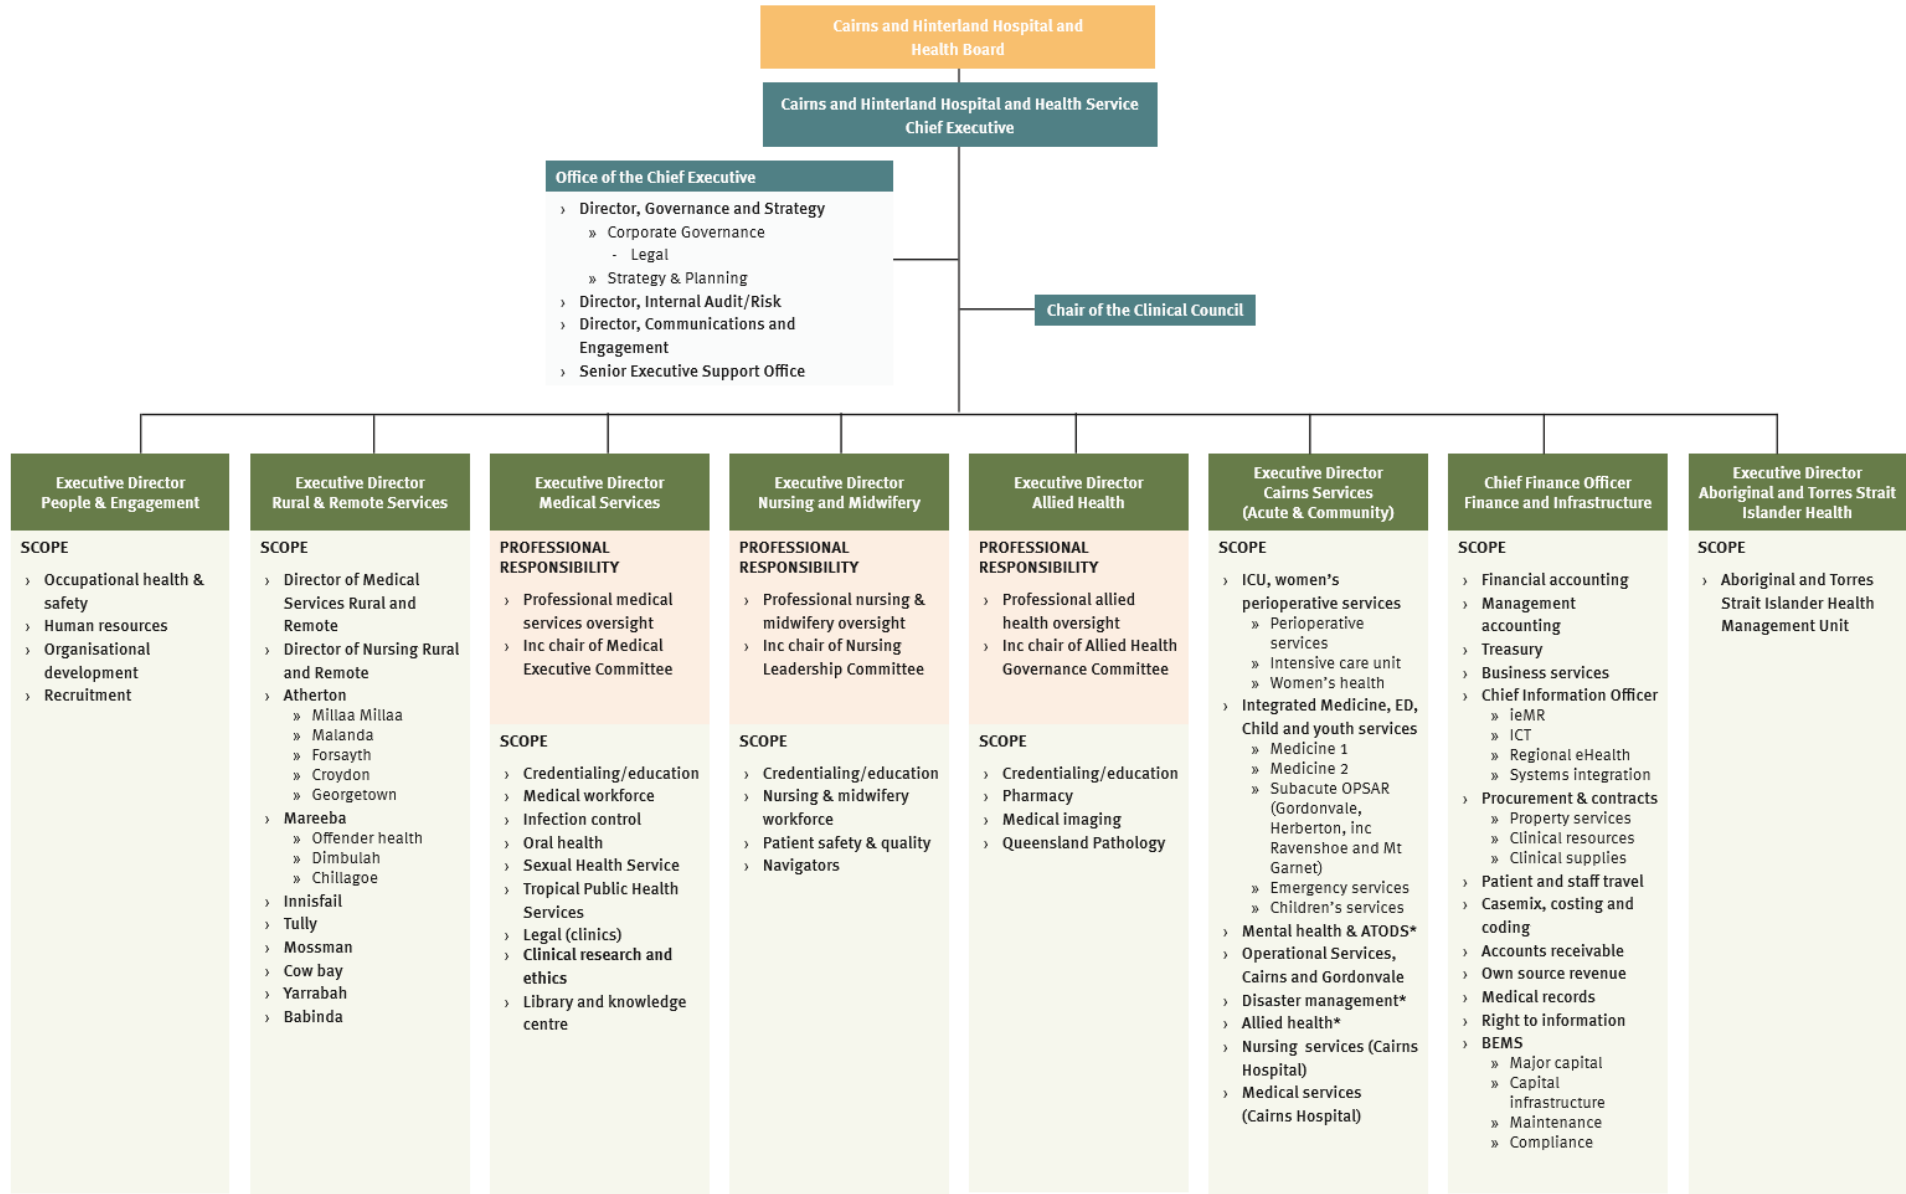 Cairns and Hinterland Hospital and
Health Board
Cairns and Hinterland Hospital and Health Service
Chief Executive
Office of the Chief Executive
› Director, Governance and Strategy
» Corporate Governance
- Legal
» Strategy & Planning
› Director, Internal Audit/Risk
› Director, Communications and
Engagement
› Senior Executive Support Office
Chair of the Clinical Council
Executive Director
People & Engagement
SCOPE
› Occupational health &
safety
› Human resources
› Organisational
development
› Recruitment
Executive Director
Rural & Remote Services
SCOPE
› Director of Medical
Services Rural and
Remote
› Director of Nursing Rural
and Remote
› Atherton
» Millaa Millaa
» Malanda
» Forsayth
» Croydon
» Georgetown
› Mareeba
» Offender health
» Dimbulah
» Chillagoe
› Innisfail
› Tully
› Mossman
› Cow bay
› Yarrabah
› Babinda
Executive Director
Medical Services
PROFESSIONAL
RESPONSIBILITY
› Professional medical
services oversight
› Inc chair of Medical
Executive Committee
SCOPE
› Credentialing/education
› Medical workforce
› Infection control
› Oral health
› Sexual Health Service
› Tropical Public Health
Services
› Legal (clinics)
› Clinical research and
ethics
› Library and knowledge
centre
Executive Director
Nursing and Midwifery
PROFESSIONAL
RESPONSIBILITY
› Professional nursing &
midwifery oversight
› Inc chair of Nursing
Leadership Committee
SCOPE
› Credentialing/education
› Nursing & midwifery
workforce
› Patient safety & quality
› Navigators
Executive Director
Allied Health
PROFESSIONAL
RESPONSIBILITY
› Professional allied
health oversight
› Inc chair of Allied Health
Governance Committee
SCOPE
› Credentialing/education
› Pharmacy
› Medical imaging
› Queensland Pathology
Executive Director
Cairns Services
(Acute & Community)
SCOPE
› ICU, women's
perioperative services
» Perioperative
services
» Intensive care unit
» Women's health
› Integrated Medicine, ED,
Child and youth services
» Medicine 1
» Medicine 2
» Subacute OPSAR
(Gordonvale,
Herberton, inc
Ravenshoe and Mt
Garnet)
» Emergency services
» Children's services
› Mental health & ATODS*
› Operational Services,
Cairns and Gordonvale
› Disaster management*
› Allied health*
› Nursing services (Cairns
Hospital)
› Medical services
(Cairns Hospital)
Chief Finance Officer
Finance and Infrastructure
SCOPE
› Financial accounting
› Management
accounting
› Treasury
› Business services
› Chief Information Officer
» ieMR
» ICT
» Regional eHealth
» Systems integration
› Procurement & contracts
» Property services
» Clinical resources
» Clinical supplies
› Patient and staff travel
› Casemix, costing and
coding
› Accounts receivable
› Own source revenue
› Medical records
› Right to information
› BEMS
» Major capital
» Capital
infrastructure
» Maintenance
» Compliance
Executive Director
Aboriginal and Torres Strait
Islander Health
SCOPE
› Aboriginal and Torres
Strait Islander Health
Management Unit